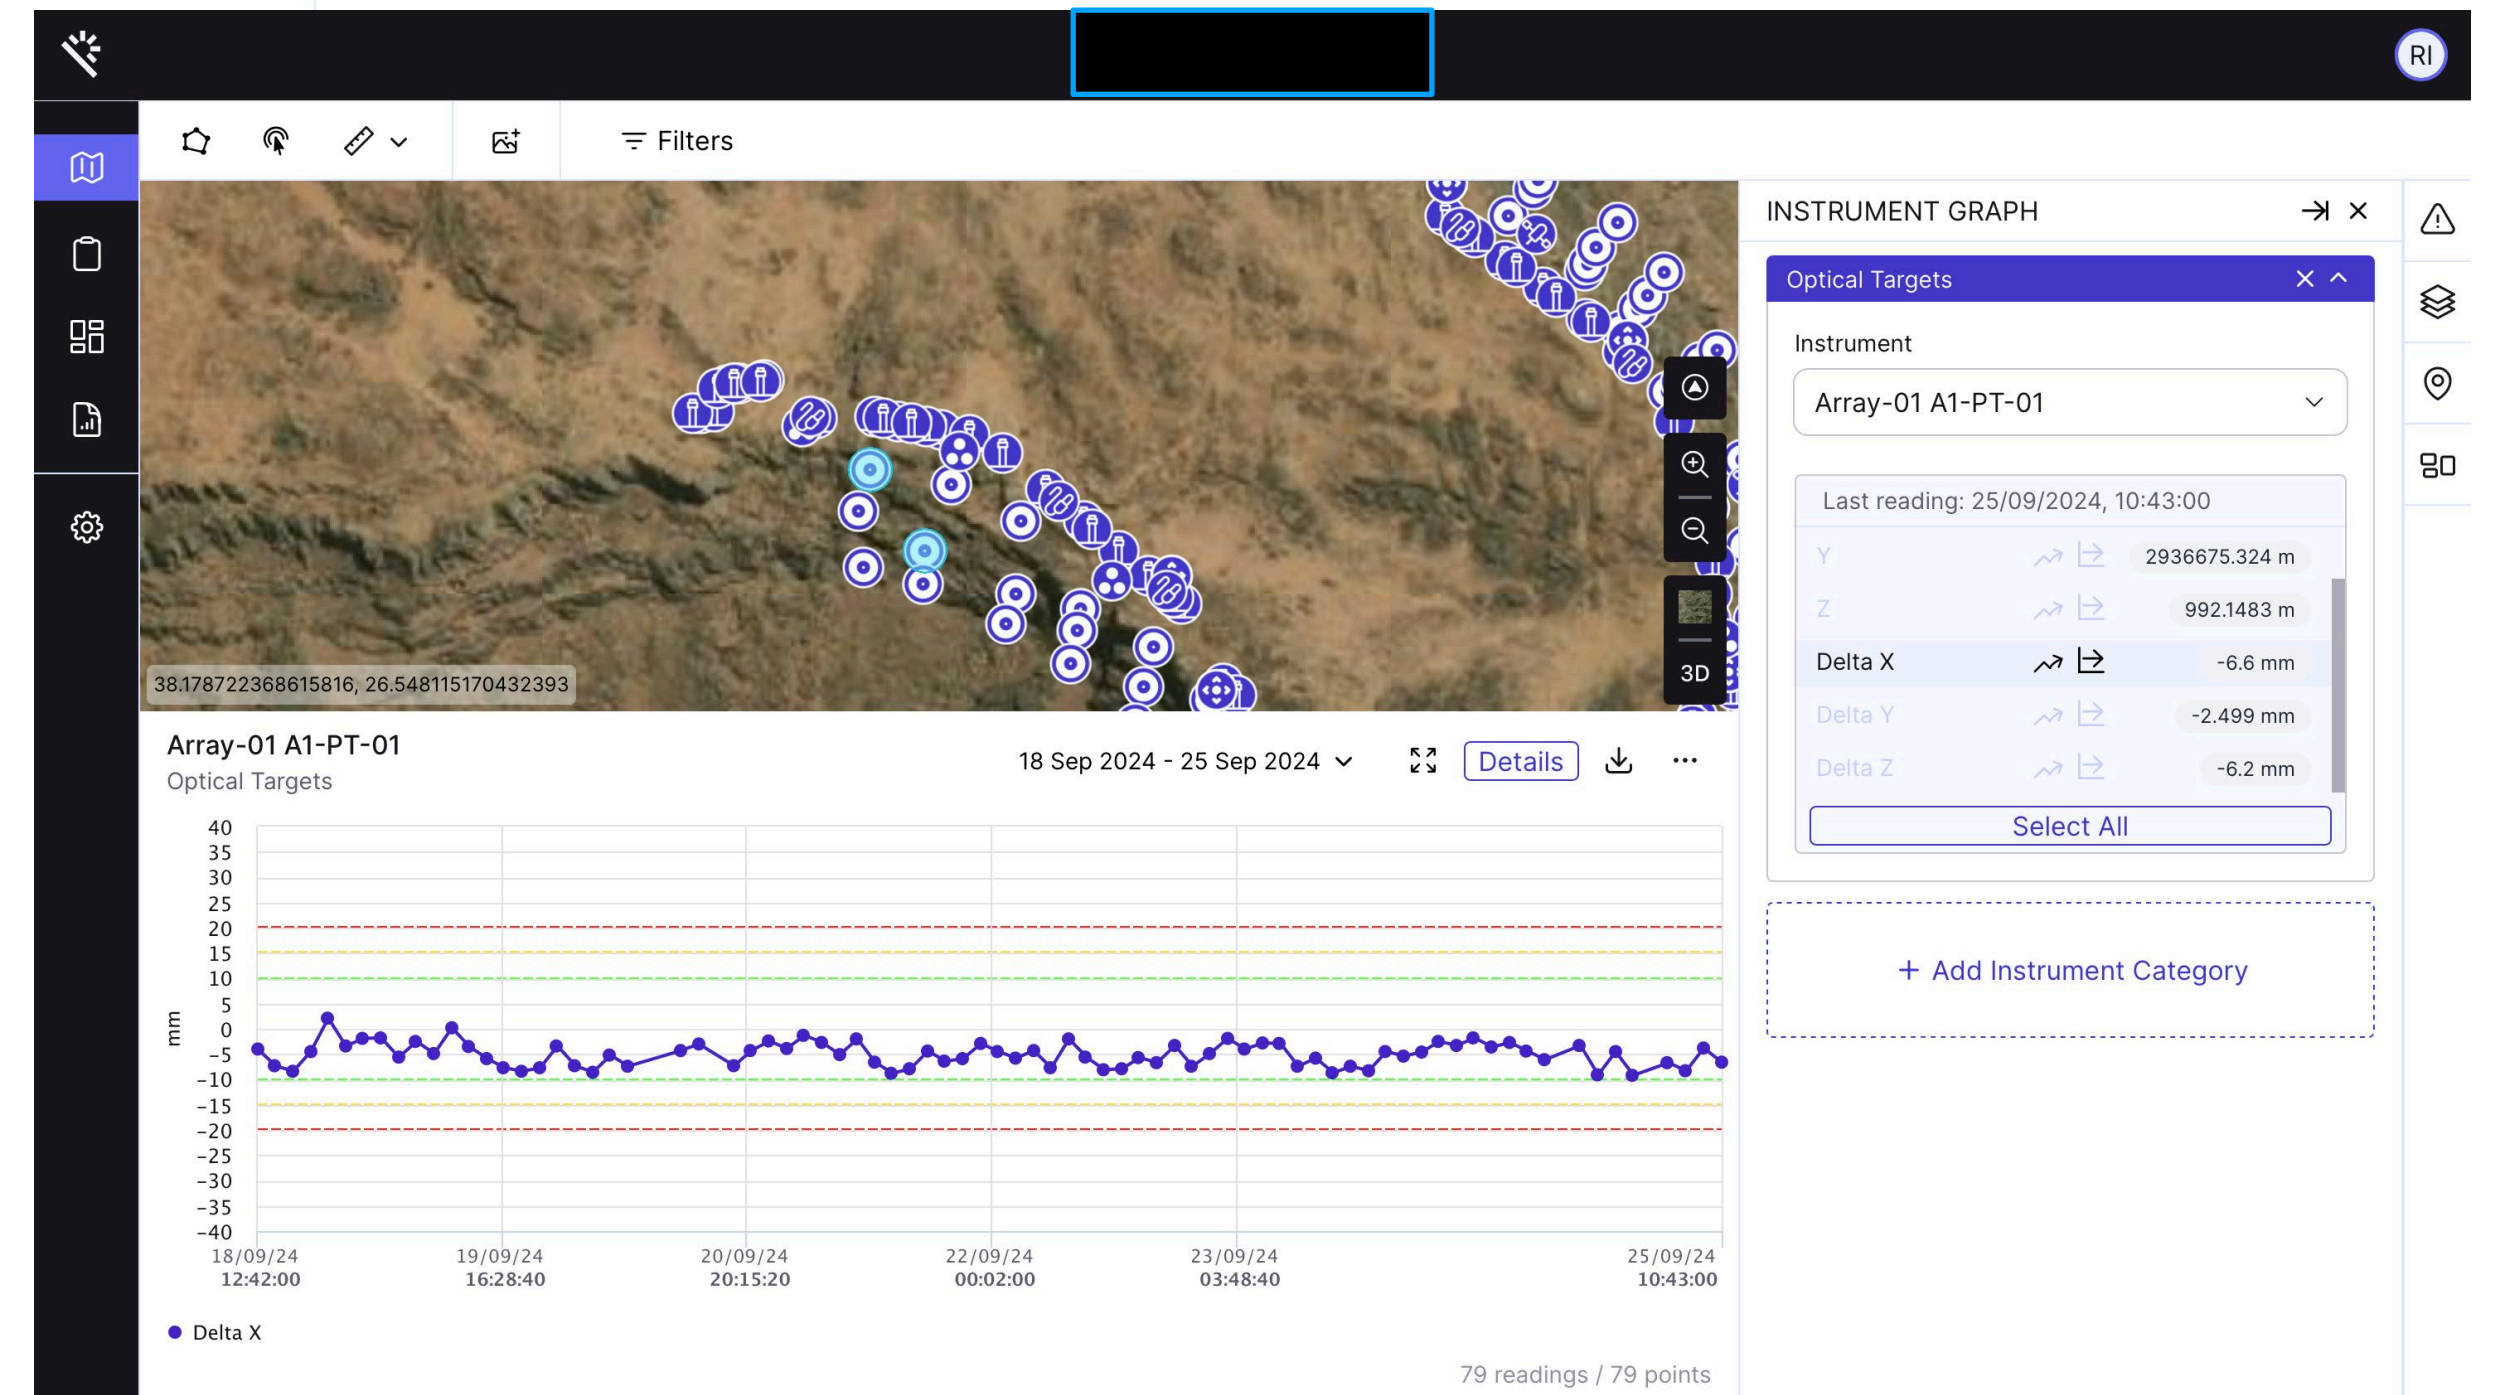 RI
Filters
INSTRUMENT GRAPH
Optical Targets
Instrument
Array-01 A1-PT-01
Last reading: 25/09/2024, 10:43:00
Y 2936675.324 m
Z 992.1483 m
Delta X -6.6 mm
Delta Y -2.499 mm
Delta Z -6.2 mm
Select All
+ Add Instrument Category
3D
38.178722368615816, 26.548115170432393
Array-01 A1-PT-01
Optical Targets
18 Sep 2024 - 25 Sep 2024
Details
mm
40
35
30
25
20
15
10
5
0
−5
−10
−15
−20
−25
−30
−35
−40
18/09/24 19/09/24 20/09/24 22/09/24 23/09/24 25/09/24
12:42:00 16:28:40 20:15:20 00:02:00 03:48:40 10:43:00
Delta X
79 readings / 79 points